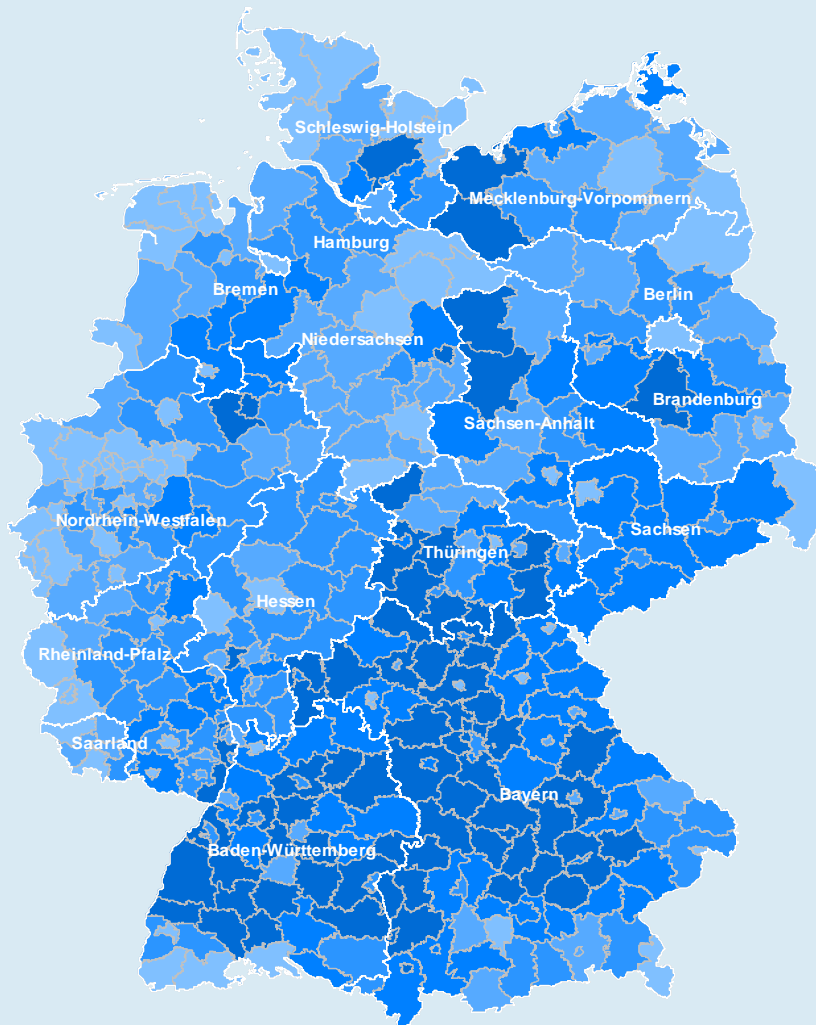 Schleswig-Holstein
Mecklenburg-Vorpommern
Hamburg
Bremen
Berlin
Niedersachsen
Brandenburg
Sachsen-Anhalt
Nordrhein-Westfalen
Sachsen
Thüringen
Hessen
Rheinland-Pfalz
Saarland
Bayern
Baden-Württemberg